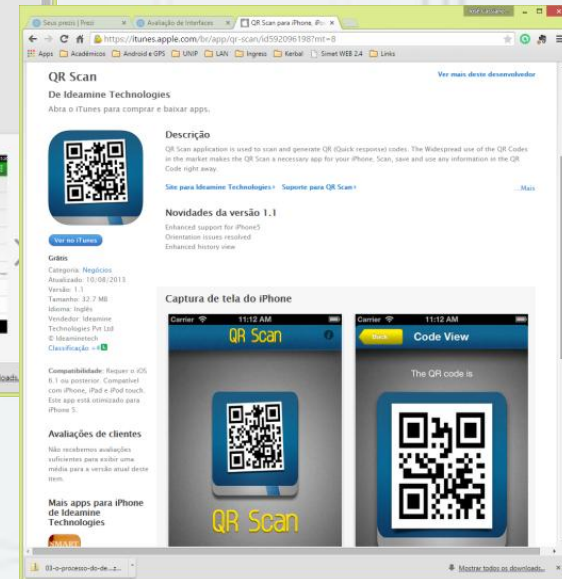 Seus prezis | Prezi
Avaliação de Interfaces
QR Scan para iPhone, iPo
https://itunes.apple.com/br/app/qr-scan/id592096198?mt=8
Apps Acadêmicos Android e GPS UNIP LAN Ingress Kerbal Simet WEB 2.4 Links
QR Scan
Ver mais deste desenvolvedor
De Ideamine Technologies
Abra o iTunes para comprar e baixar apps.
Descrição
QR Scan application is used to scan and generate QR (Quick response) codes. The Widespread use of the QR Codes
in the market makes the QR Scan a necessary app for your iPhone, Scan, save and use any information in the QR
Code right away.
Site para Ideamine Technologies
Suporte para QR Scan
...Mais
Novidades da versão 1.1
Enhanced support for iPhone5
Orientation issues resolved
Enhanced history view
Ver no iTunes
Grátis
Categoria: Negócios
Atualizado: 10/08/2013
Versão: 1.1
Tamanho: 32.7 MB
Idioma: Inglês
Vendedor: Ideamine
Technologies Pvt Ltd
© Ideaminetech
Classificação +4
Compatibilidade: Requer o iOS
6.1 ou posterior. Compatível
com iPhone, iPad e iPod touch.
Este app está otimizado para
iPhone 5.
Avaliações de clientes
Não recebemos avaliações
suficientes para exibir uma
média para a versão atual deste
item.
Mais apps para iPhone
de Ideamine
Technologies
SMART
Captura de tela do iPhone
Carrier 11:12 AM
QR Scan
QR Scan
Carrier 11:12 AM
Back
Code View
The QR code is
loads.
03-o-processo-do-de....z...
Mostrar todos os downloads...